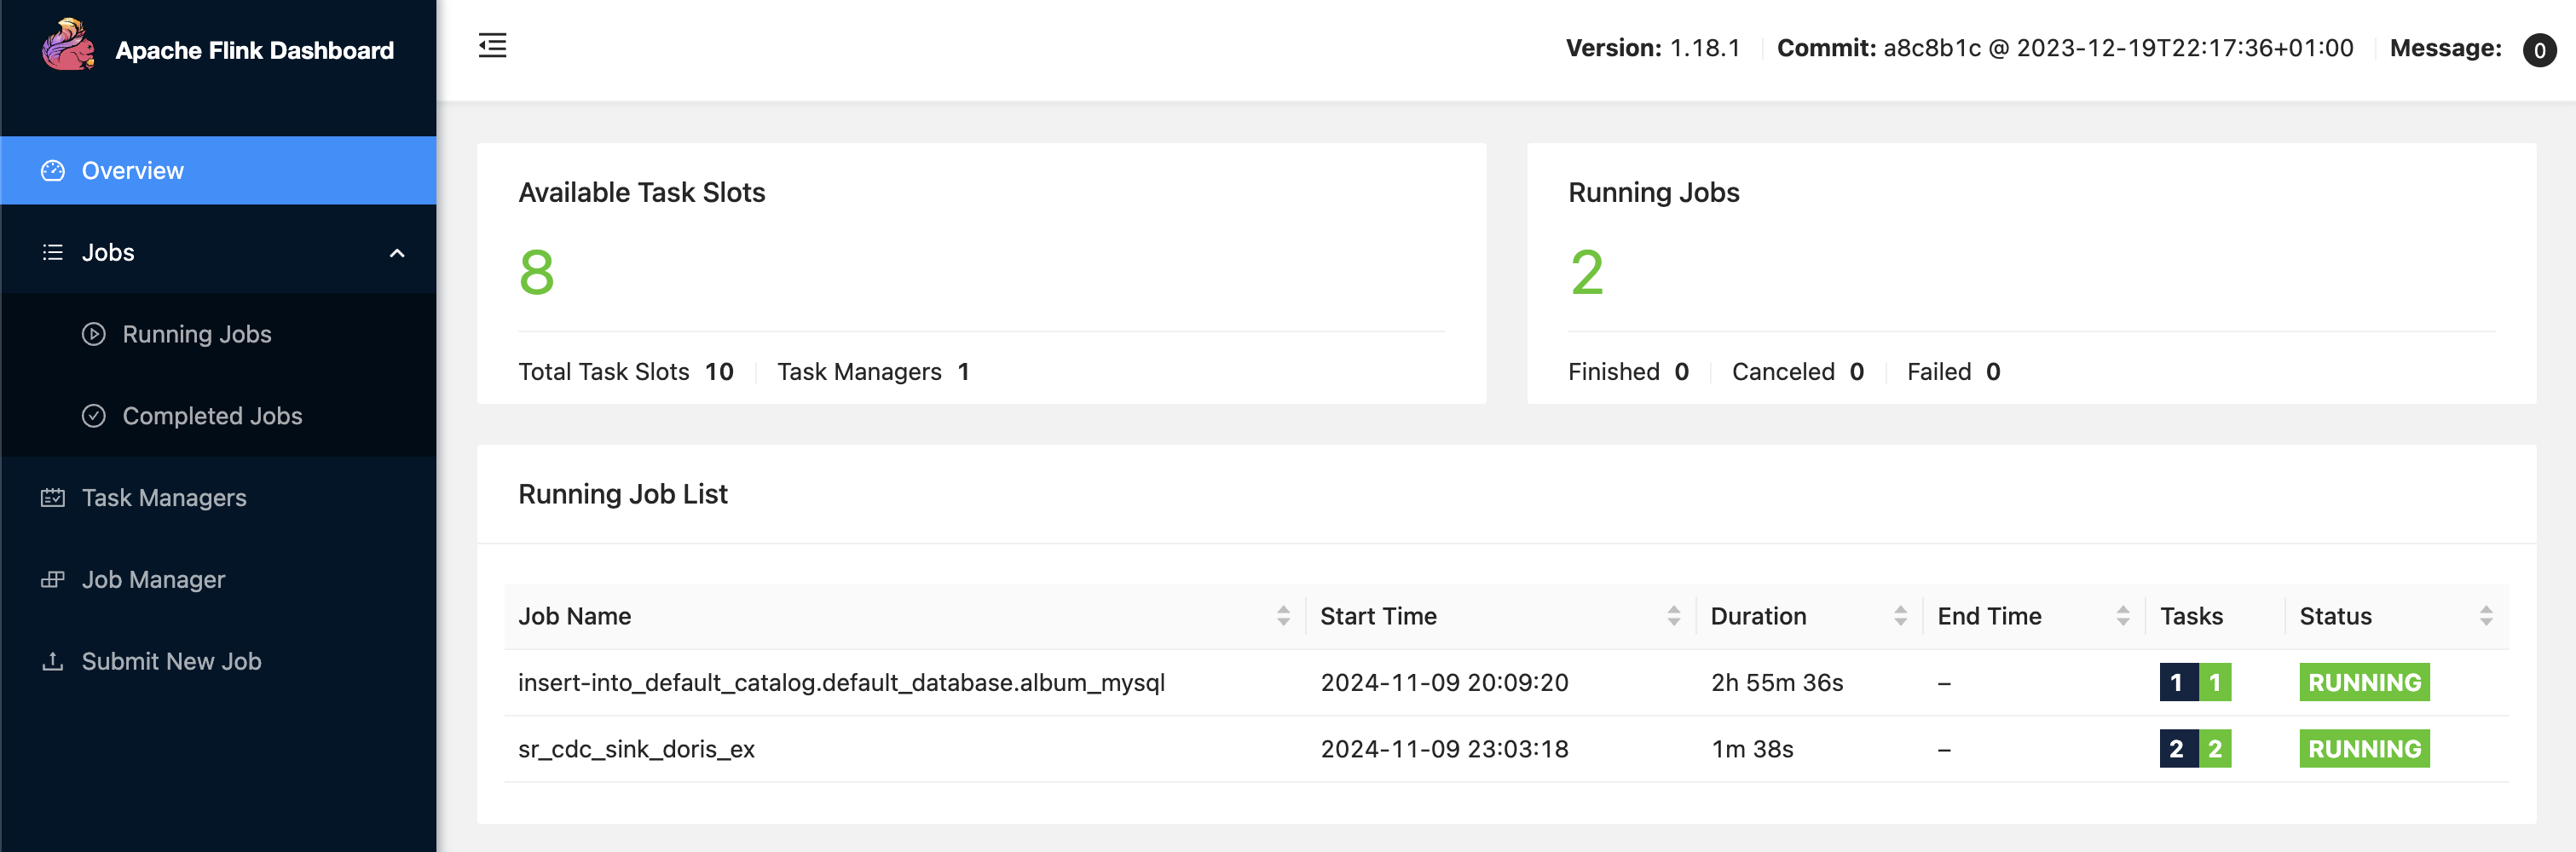 Apache Flink Dashboard
Version: 1.18.1 Commit: a8c8b1c @ 2023-12-19T22:17:36+01:00 Message: 0
Overview
Jobs
Running Jobs
Completed Jobs
Task Managers
Job Manager
Submit New Job
Available Task Slots
8
Total Task Slots 10 Task Managers 1
Running Jobs
2
Finished 0 Canceled 0 Failed 0
Running Job List
Job Name Start Time Duration End Time Tasks Status
insert-into_default_catalog.default_database.album_mysql 2024-11-09 20:09:20 2h 55m 36s – 1 1 RUNNING
sr_cdc_sink_doris_ex 2024-11-09 23:03:18 1m 38s – 2 2 RUNNING